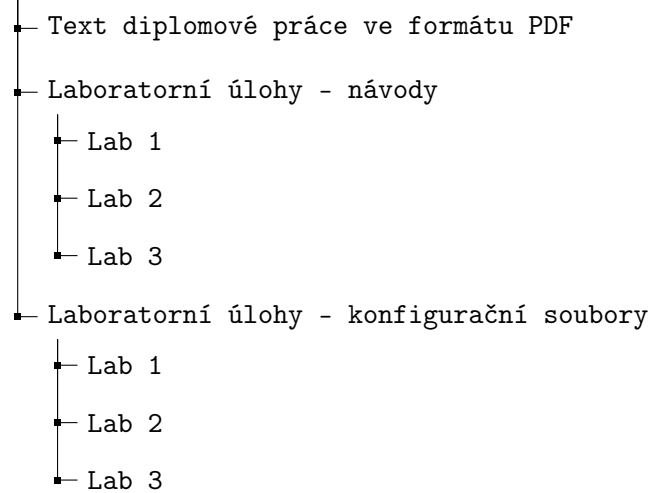 Text diplomové práce ve formátu PDF
Laboratorní úlohy - návody
Lab 1
Lab 2
Lab 3
Laboratorní úlohy - konfigurační soubory
Lab 1
Lab 2
Lab 3